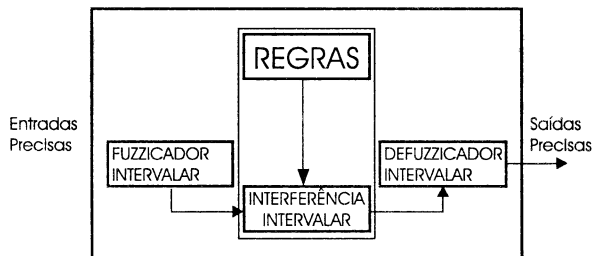 REGRAS
Entradas
Precisas
Saídas
Precisas
FUZZICADOR
INTERVALAR
DEFUZZICADOR
INTERVALAR
INTERFERÊNCIA
INTERVALAR